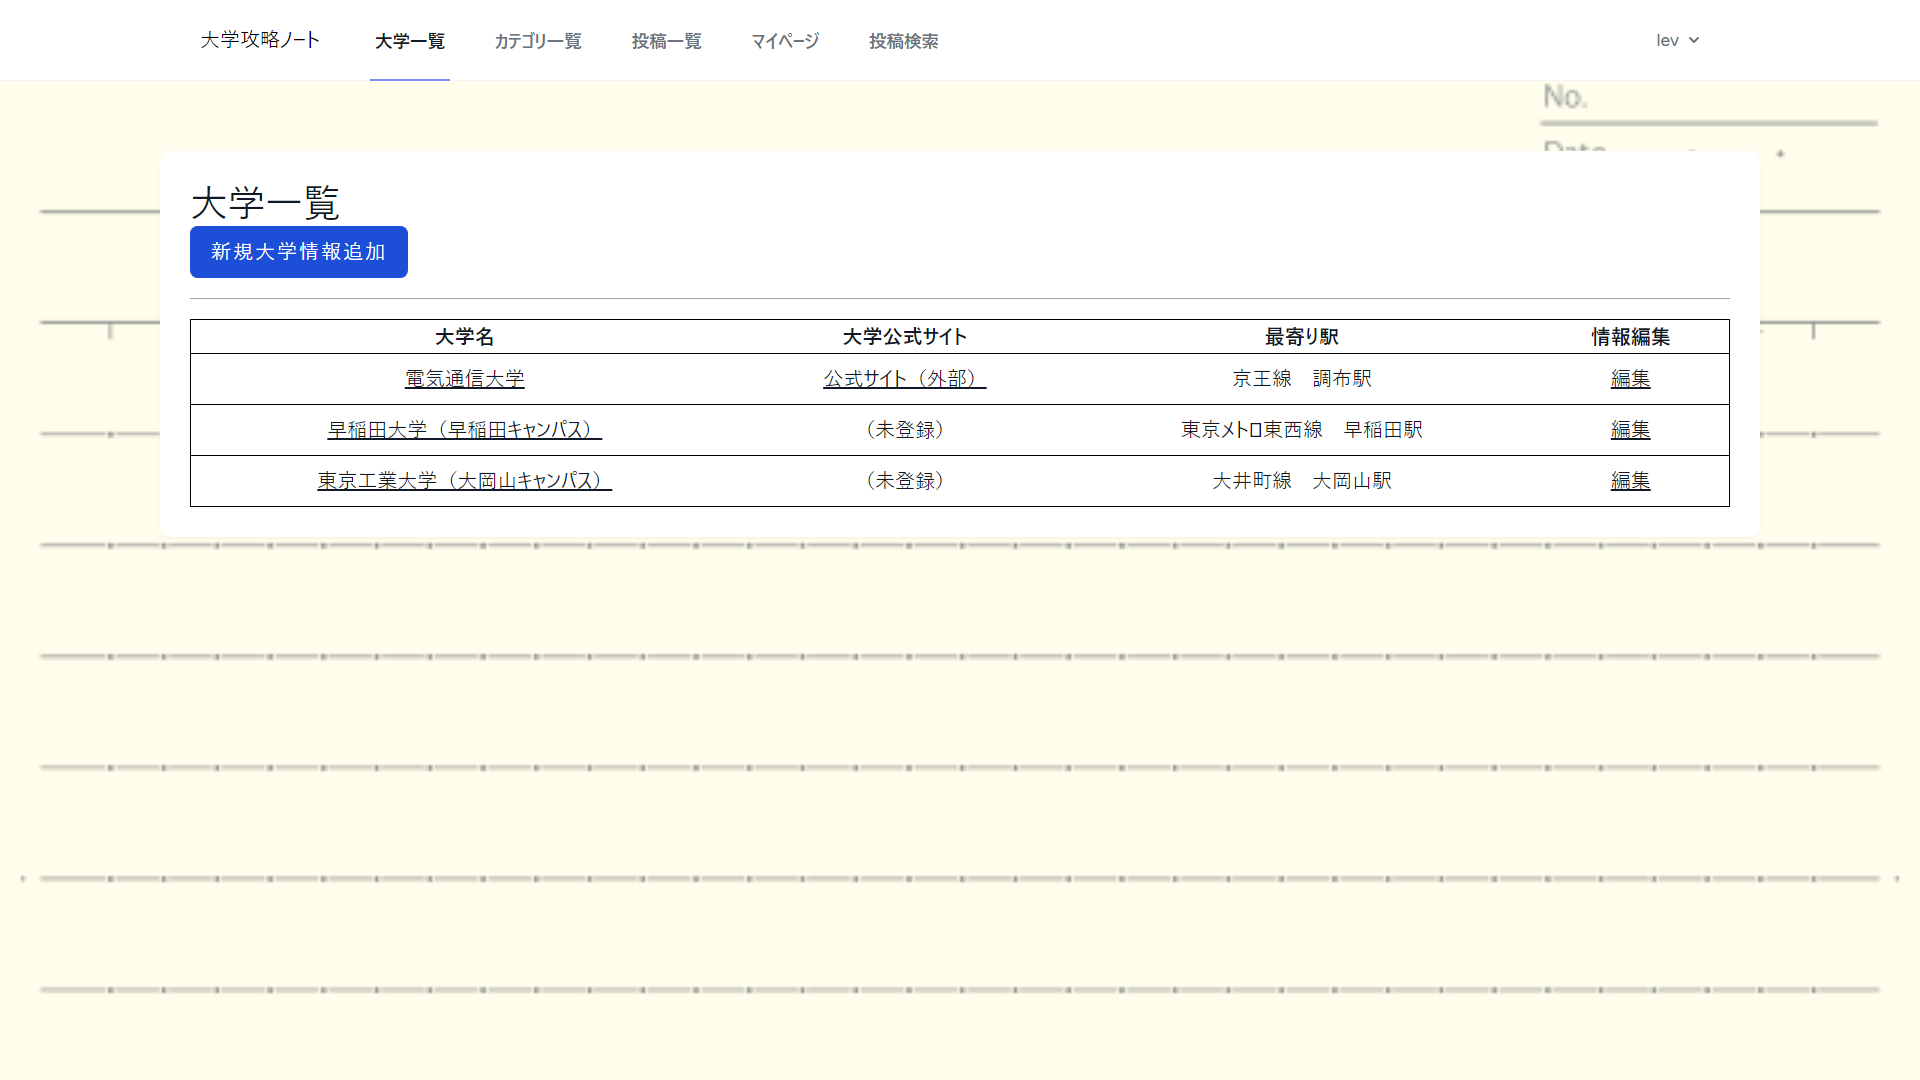 大学攻略ノート 大学一覧 カテゴリ一覧 投稿一覧 マイページ 投稿検索 lev
No.
Date
大学一覧
新規大学情報追加
大学名 大学公式サイト 最寄り駅 情報編集
電気通信大学 公式サイト（外部） 京王線　調布駅 編集
早稲田大学（早稲田キャンパス） （未登録） 東京メトロ東西線　早稲田駅 編集
東京工業大学（大岡山キャンパス） （未登録） 大井町線　大岡山駅 編集